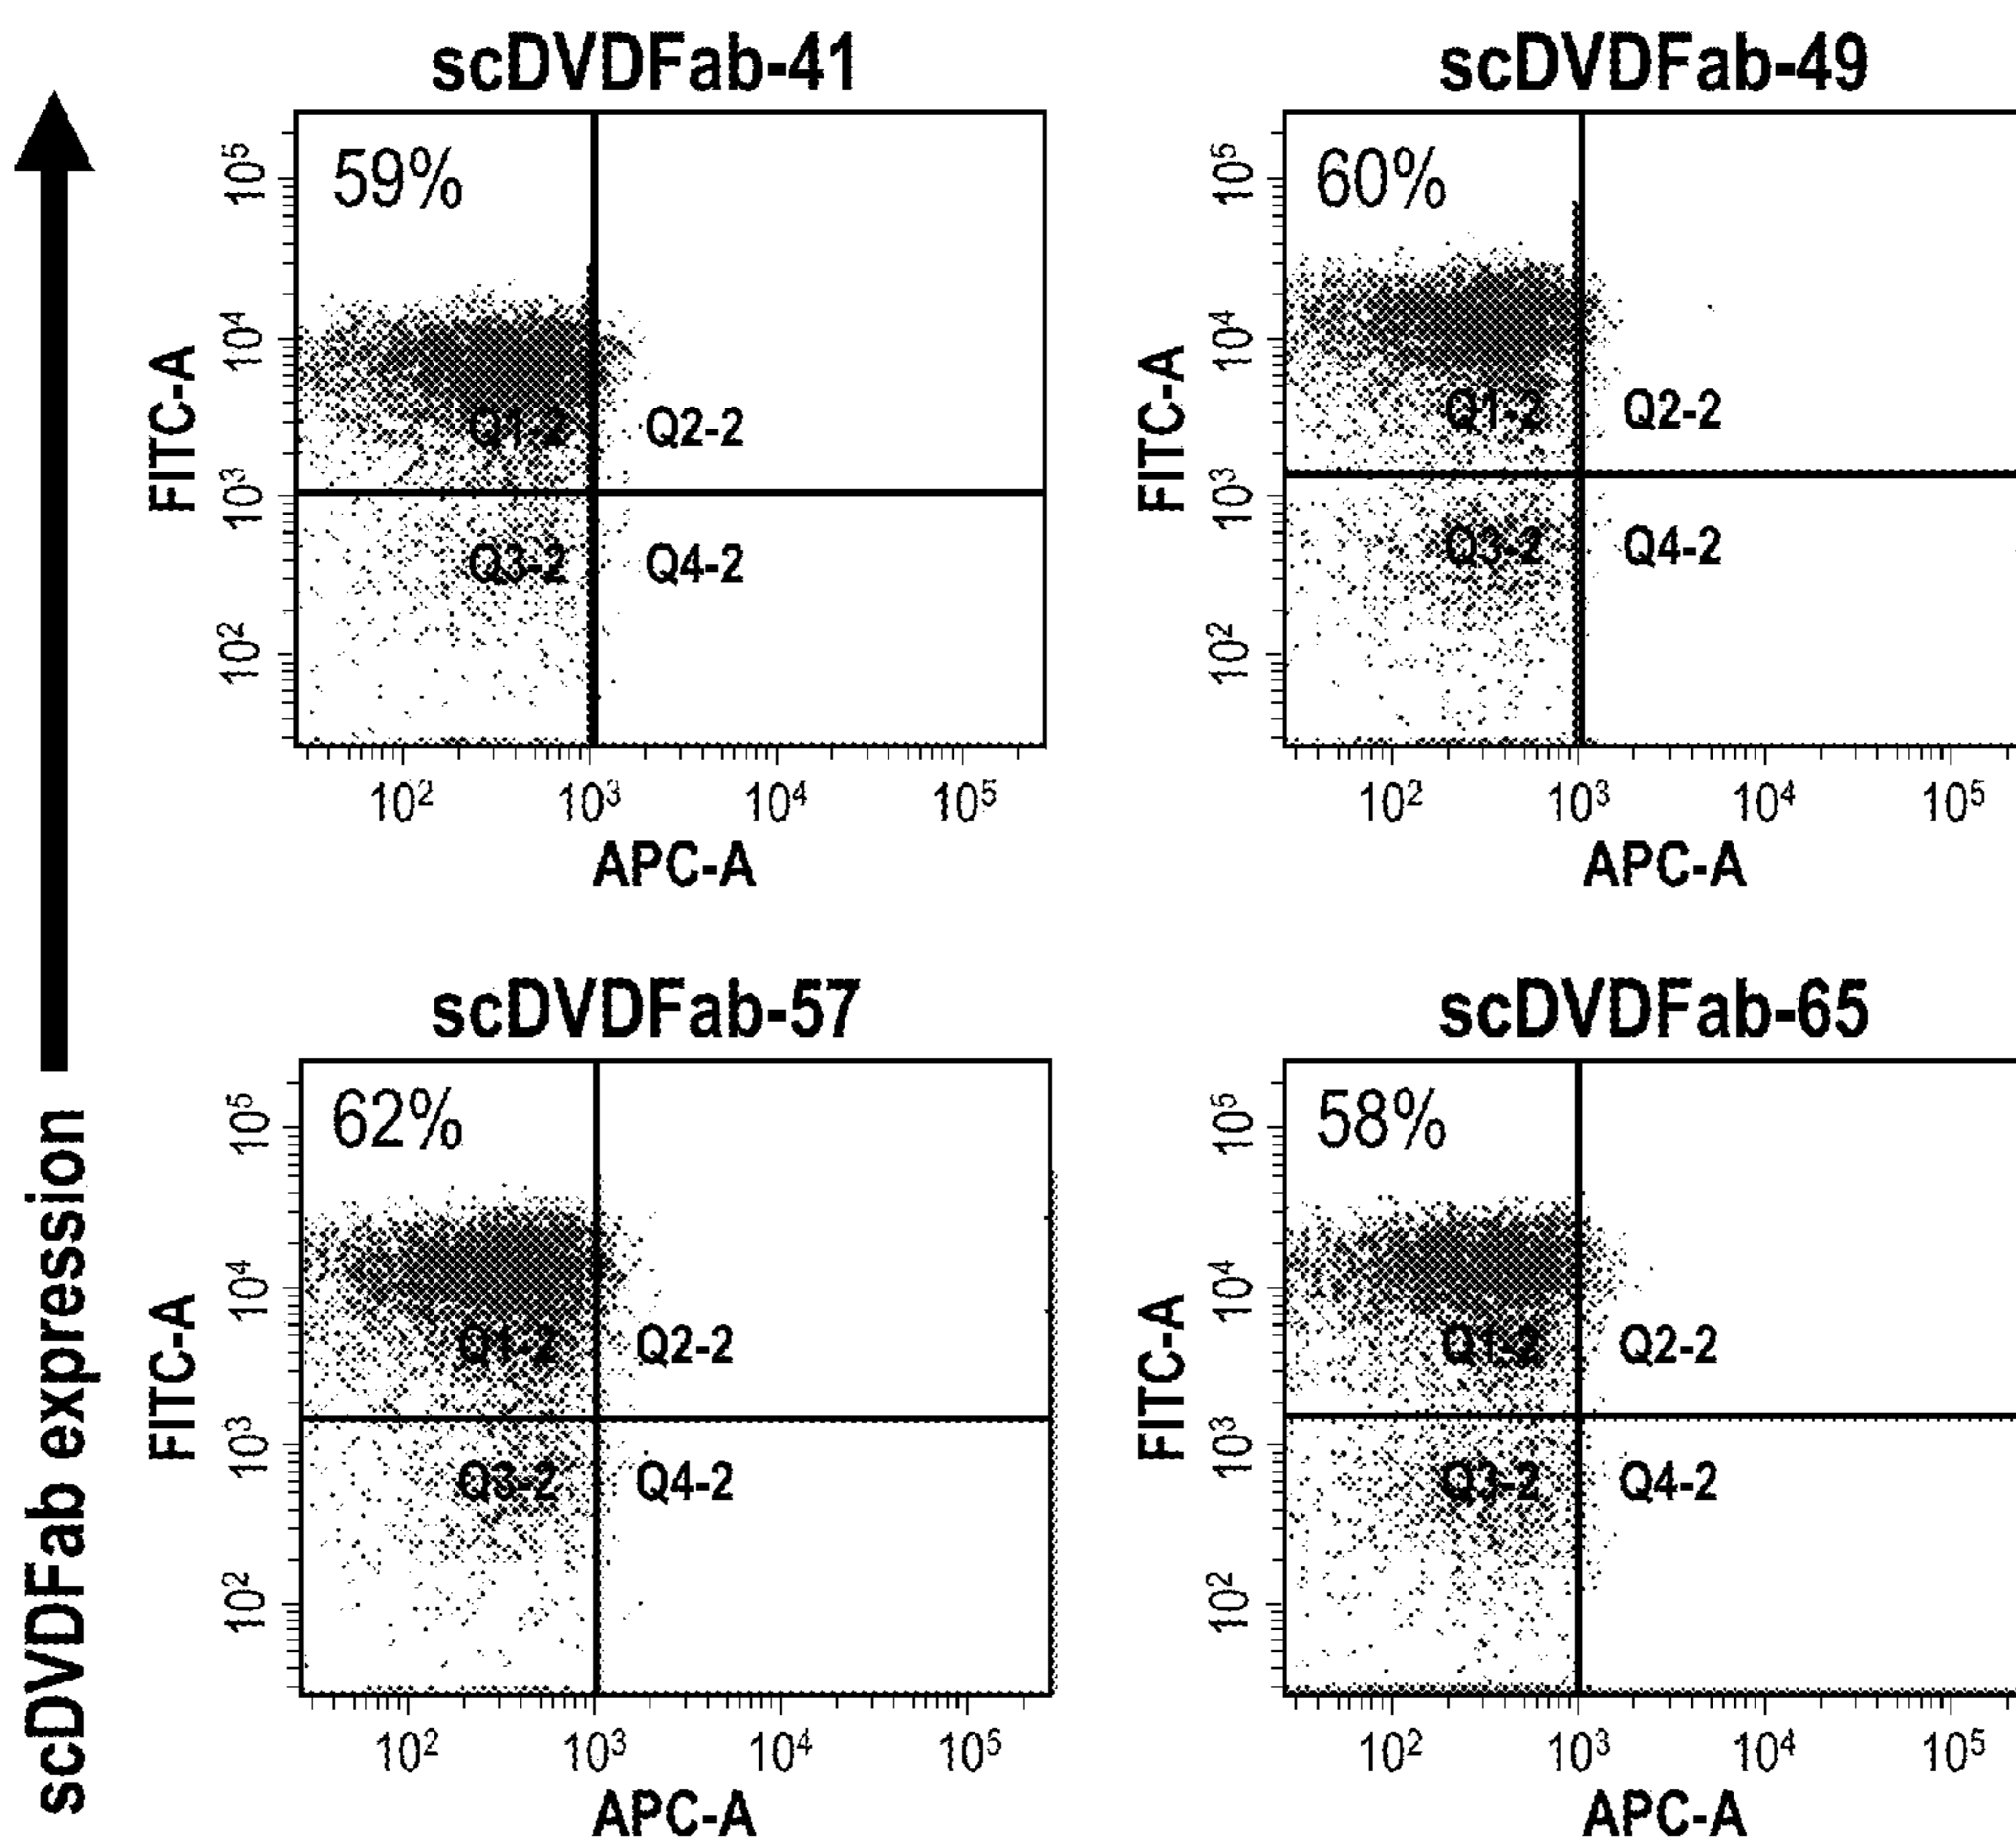 scDVDFab expression
scDVDFab-41
59%
10⁵
10⁴
10³
10²
FITC-A
Q1-2
Q2-2
Q3-2
Q4-2
10² 10³ 10⁴ 10⁵
APC-A
scDVDFab-49
60%
10⁵
10⁴
10³
10²
FITC-A
Q1-2
Q2-2
Q3-2
Q4-2
10² 10³ 10⁴ 10⁵
APC-A
scDVDFab-57
62%
10⁵
10⁴
10³
10²
FITC-A
Q1-2
Q2-2
Q3-2
Q4-2
10² 10³ 10⁴ 10⁵
APC-A
scDVDFab-65
58%
10⁵
10⁴
10³
10²
FITC-A
Q1-2
Q2-2
Q3-2
Q4-2
10² 10³ 10⁴ 10⁵
APC-A